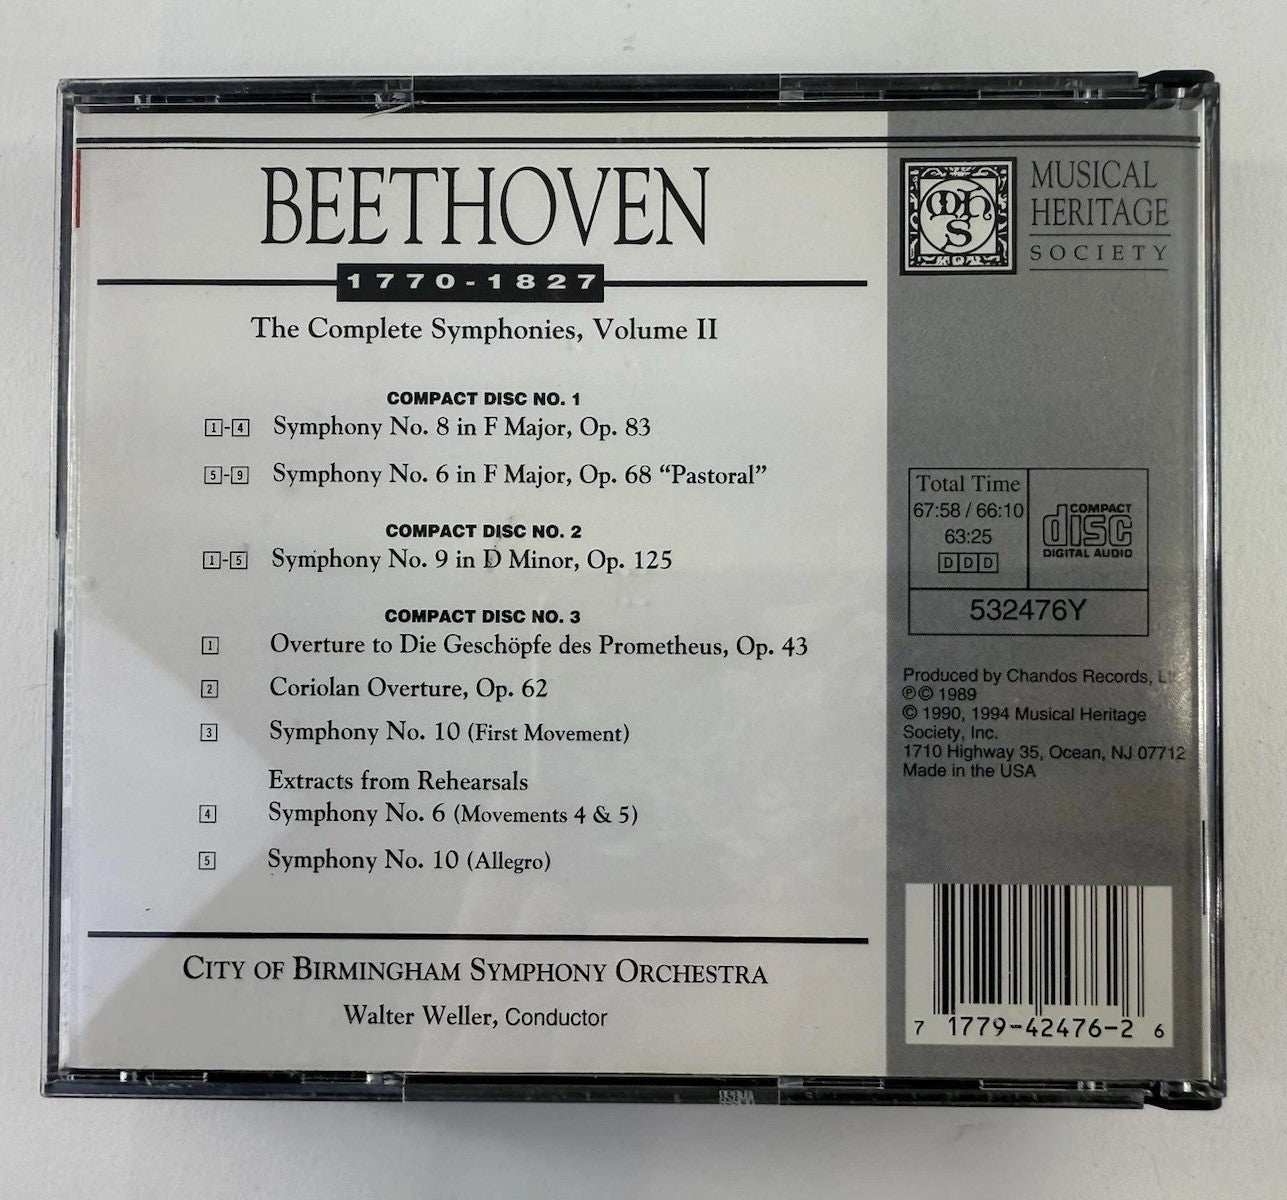 BEETHOVEN
1770-1827
The Complete Symphonies, Volume II
COMPACT DISC NO. 1
1-4 Symphony No. 8 in F Major, Op. 83
5-9 Symphony No. 6 in F Major, Op. 68 “Pastoral”
COMPACT DISC NO. 2
1-5 Symphony No. 9 in D Minor, Op. 125
COMPACT DISC NO. 3
1 Overture to Die Geschöpfe des Prometheus, Op. 43
2 Coriolan Overture, Op. 62
3 Symphony No. 10 (First Movement)
Extracts from Rehearsals
4 Symphony No. 6 (Movements 4 & 5)
5 Symphony No. 10 (Allegro)
CITY OF BIRMINGHAM SYMPHONY ORCHESTRA
Walter Weller, Conductor
mhs
MUSICAL
HERITAGE
SOCIETY
Total Time
67:58 / 66:10
63:25
DDD
COMPACT
disc
DIGITAL AUDIO
532476Y
Produced by Chandos Records,
℗© 1989
© 1990, 1994 Musical Heritage
Society, Inc.
1710 Highway 35, Ocean, NJ 07712
Made in the USA
7 1779-42476-2 6